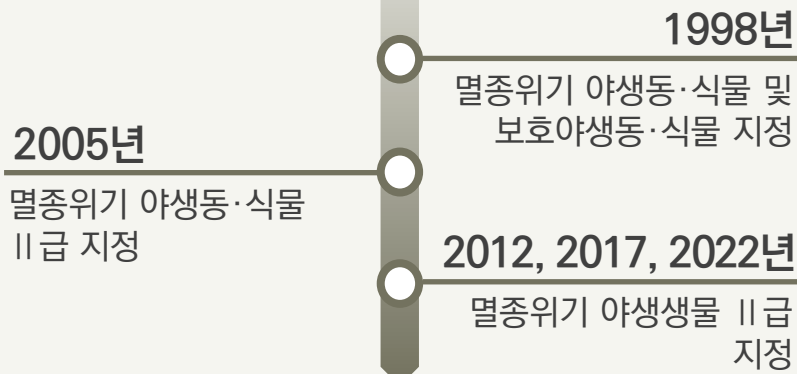 1998년
멸종위기 야생동·식물 및
보호야생동·식물 지정
2005년
멸종위기 야생동·식물
Ⅱ급 지정
2012, 2017, 2022년
멸종위기 야생생물 Ⅱ급
지정